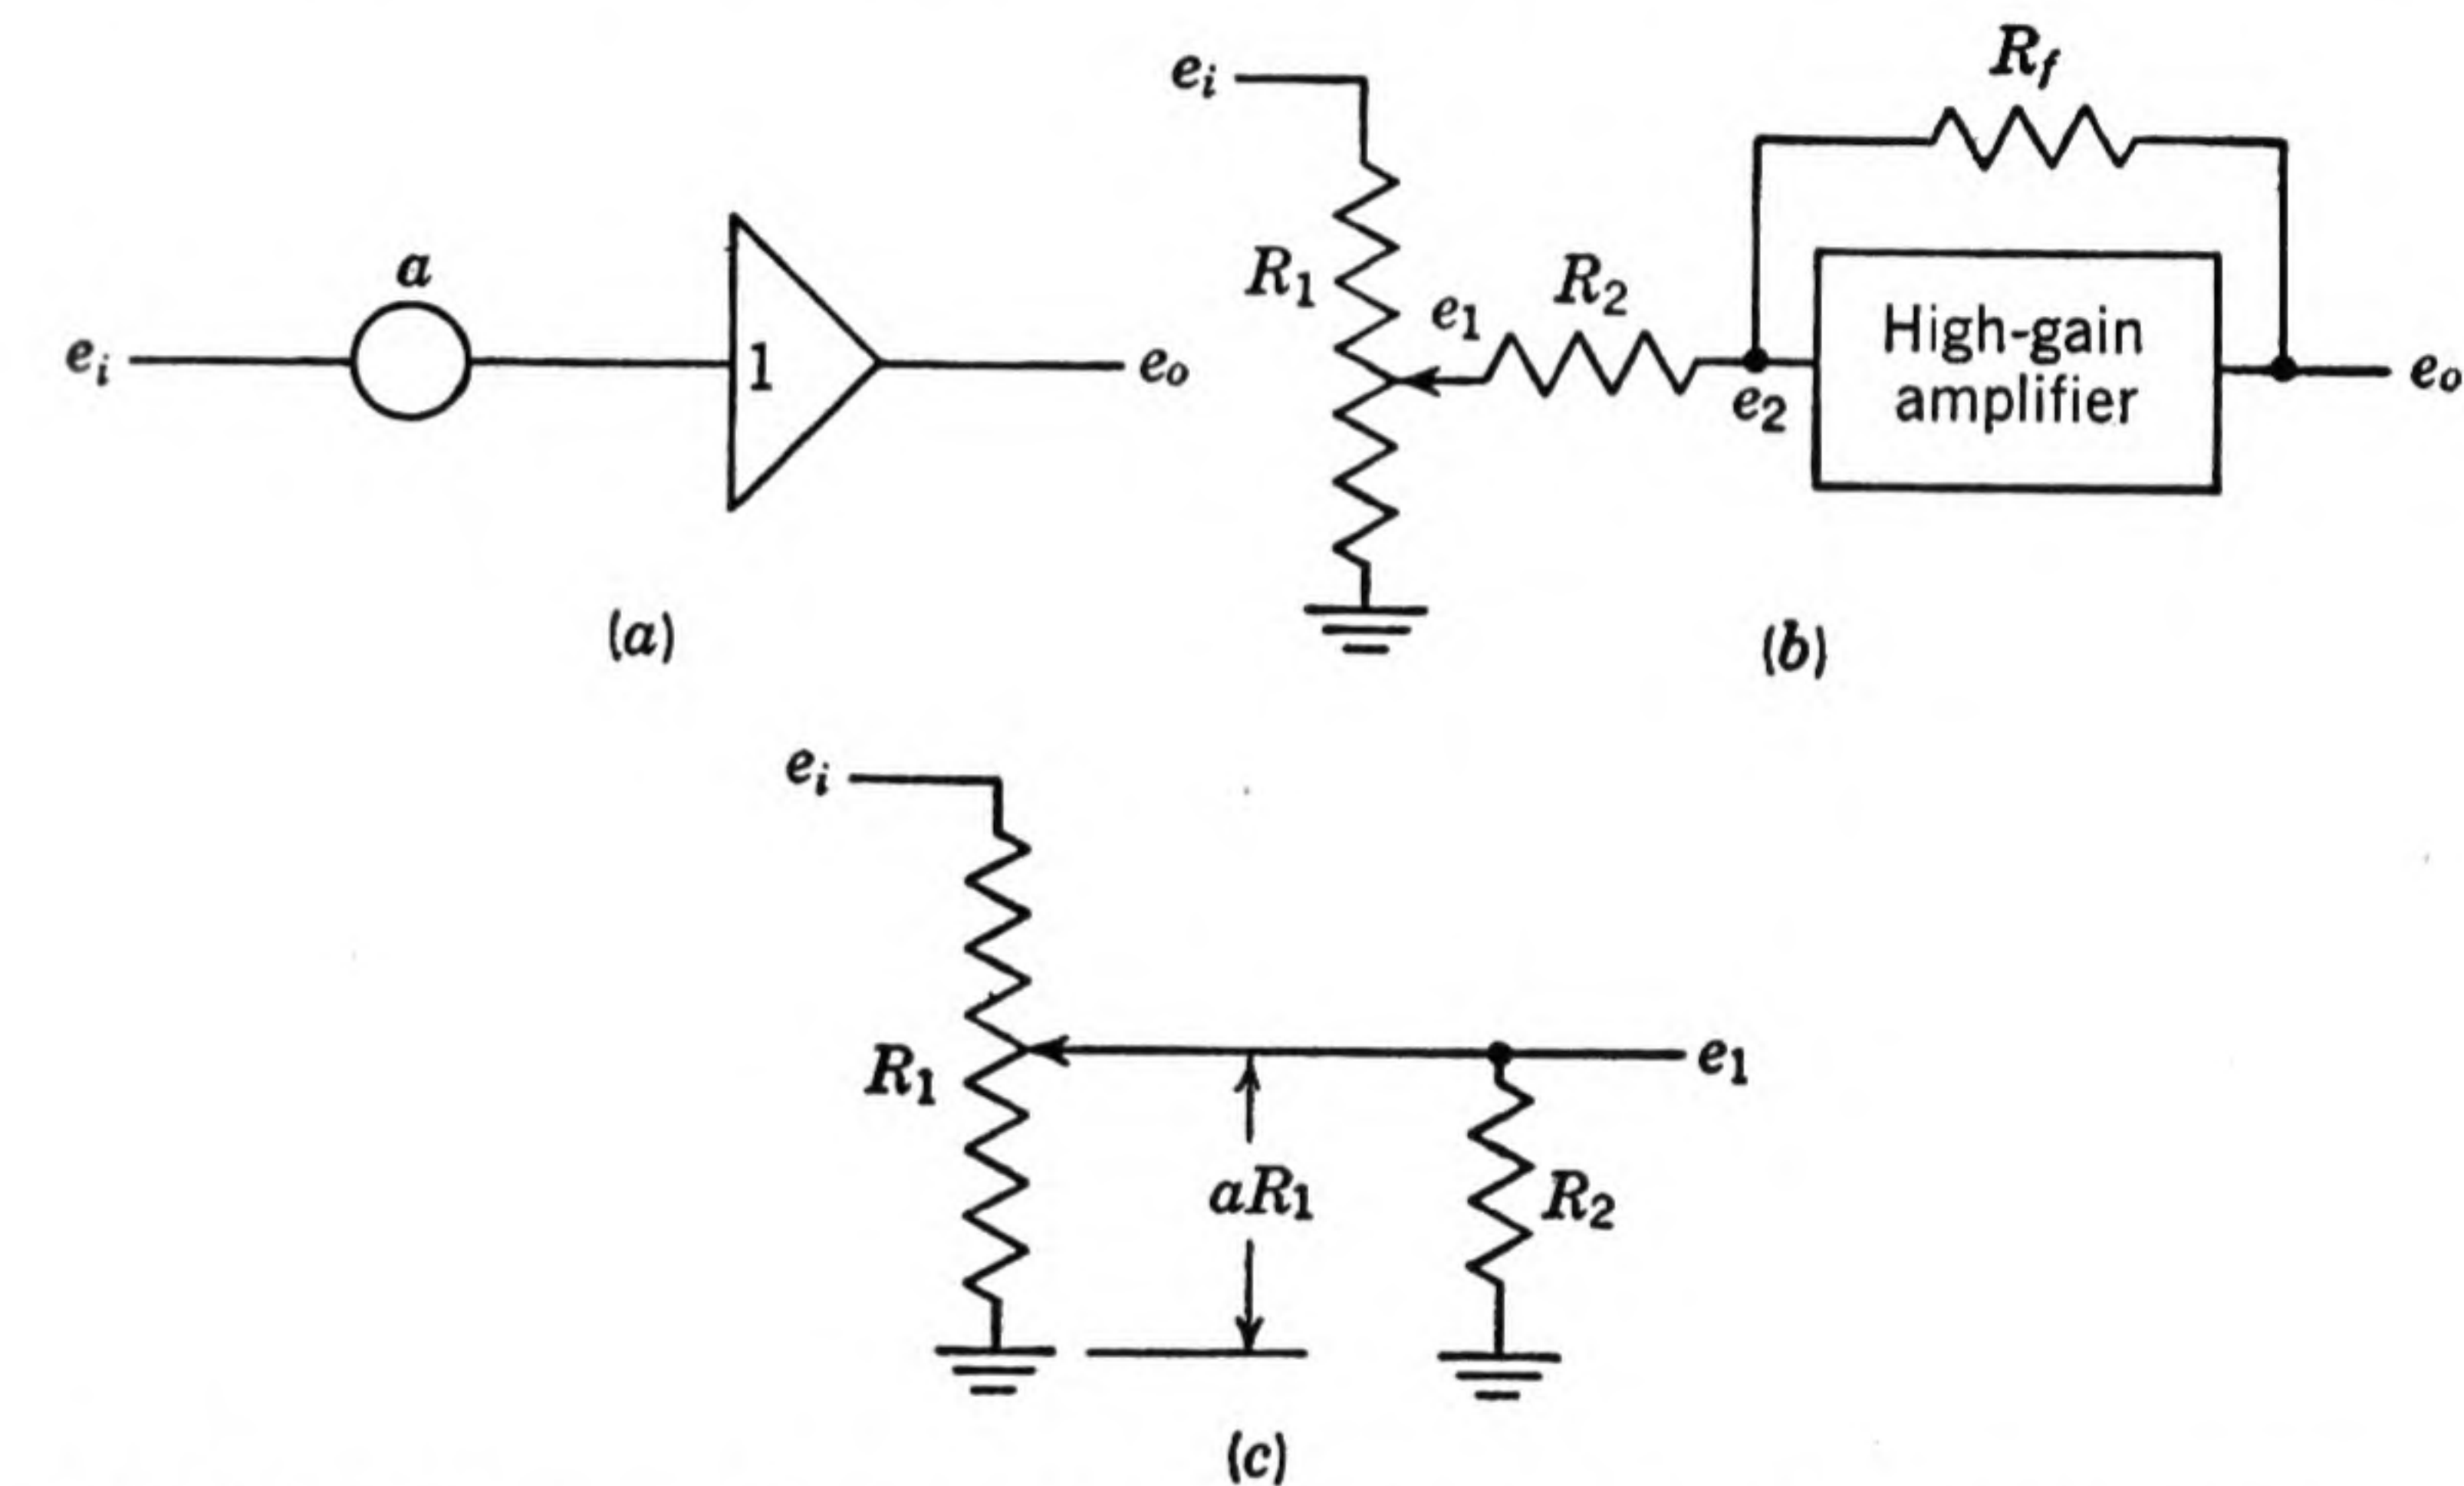 a
e_i
1
e_o
(a)
e_i
R_1
e_1
R_2
e_2
R_f
High-gain
amplifier
e_o
(b)
e_i
R_1
e_1
aR_1
R_2
(c)